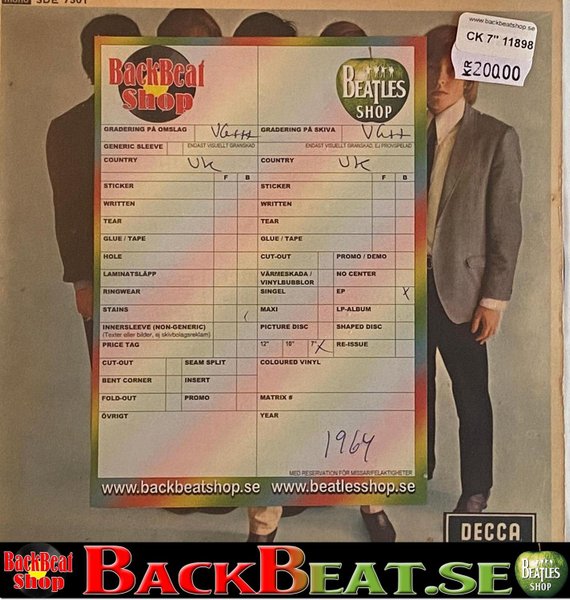 mono SDE 7501
www.backbeatshop.se
CK 7" 11898
KR 200.00
BackBeat Shop
BEATLES SHOP
GRADERING PÅ OMSLAG VG+++ GRADERING PÅ SKIVA VG++
GENERIC SLEEVE ENDAST VISUELLT GRANSKAD ENDAST VISUELLT GRANSKAD, EJ PROVSPELAD
COUNTRY UK COUNTRY UK
F B F B
STICKER STICKER
WRITTEN WRITTEN
TEAR TEAR
GLUE / TAPE GLUE / TAPE
HOLE CUT-OUT PROMO / DEMO
LAMINATSLÄPP VÄRMESKADA / VINYLBUBBLOR NO CENTER
RINGWEAR SINGEL EP X
STAINS MAXI LP-ALBUM
INNERSLEEVE (NON-GENERIC) PICTURE DISC SHAPED DISC
(Texter eller bilder, ej skivbolagsreklam)
PRICE TAG 12" 10" 7" X RE-ISSUE
CUT-OUT SEAM SPLIT COLOURED VINYL
BENT CORNER INSERT
FOLD-OUT PROMO MATRIX #
ÖVRIGT YEAR
1964
MED RESERVATION FÖR MISSAR/FELAKTIGHETER
www.backbeatshop.se www.beatlesshop.se
DECCA
BackBeat Shop BACKBEAT.SE BEATLES SHOP